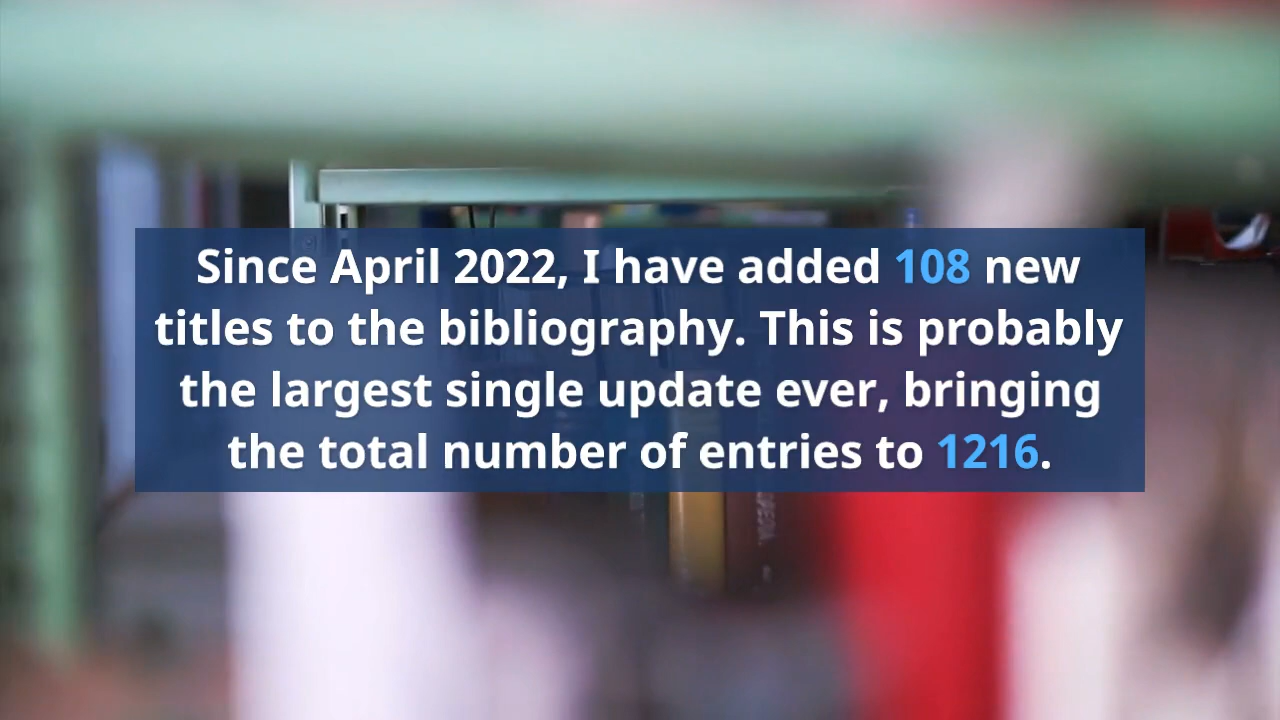 Since April 2022, I have added 108 new
titles to the bibliography. This is probably
the largest single update ever, bringing
the total number of entries to 1216.